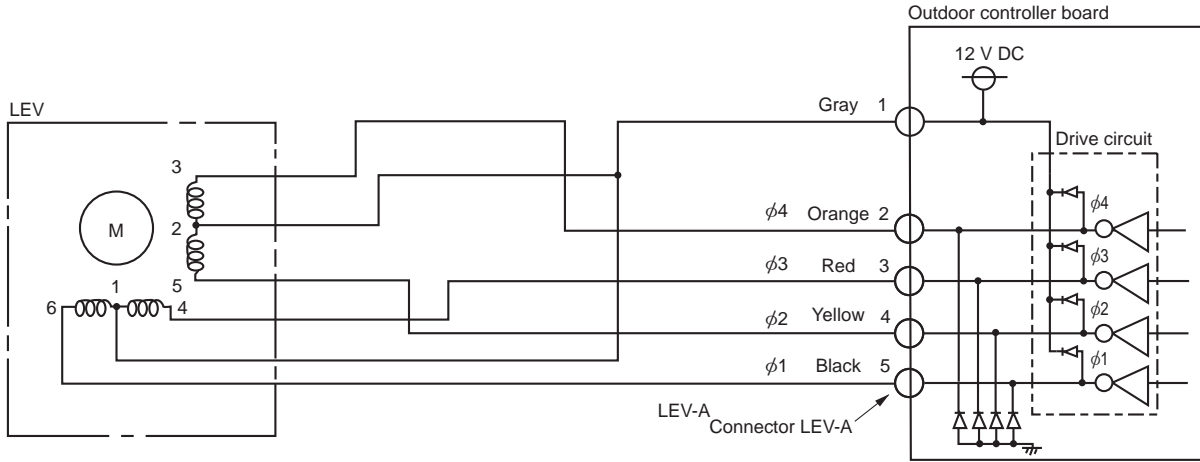 Outdoor controller board
12 V DC
LEV
Gray 1
Drive circuit
3
ϕ4
ϕ4 Orange 2
2
M
ϕ3
ϕ3 Red 3
5
1
6
4
ϕ2
ϕ2 Yellow 4
ϕ1
ϕ1 Black 5
LEV-A
Connector LEV-A